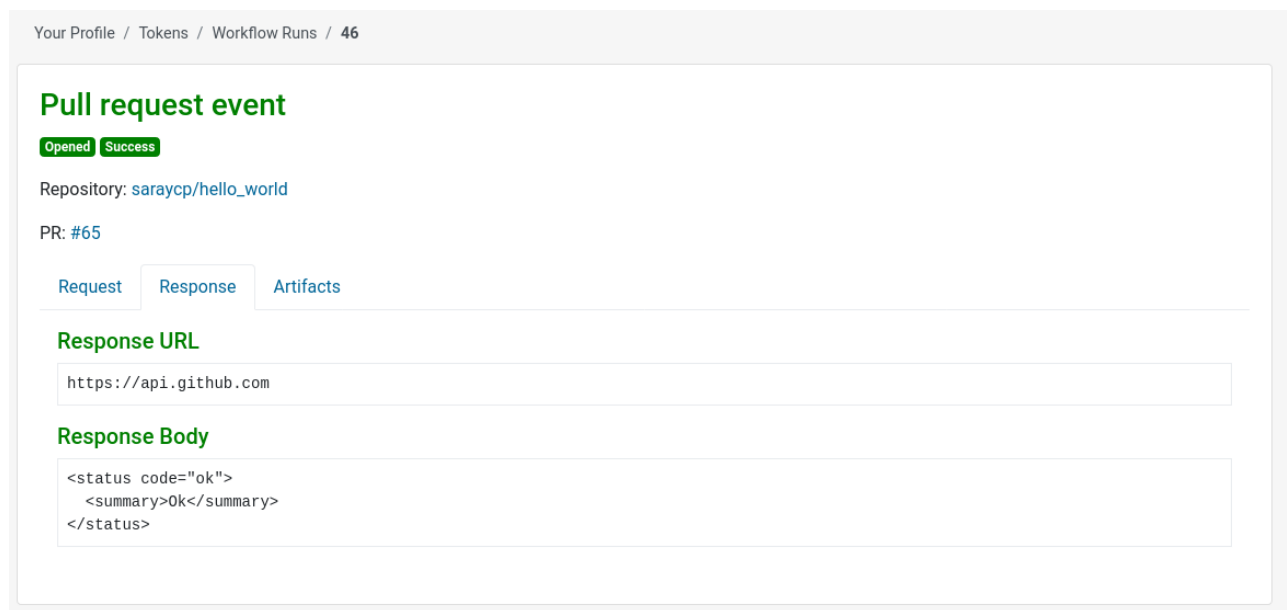 Your Profile / Tokens / Workflow Runs / 46
Pull request event
Opened Success
Repository: saraycp/hello_world
PR: #65
Request Response Artifacts
Response URL
https://api.github.com
Response Body
<status code="ok">
  <summary>Ok</summary>
</status>